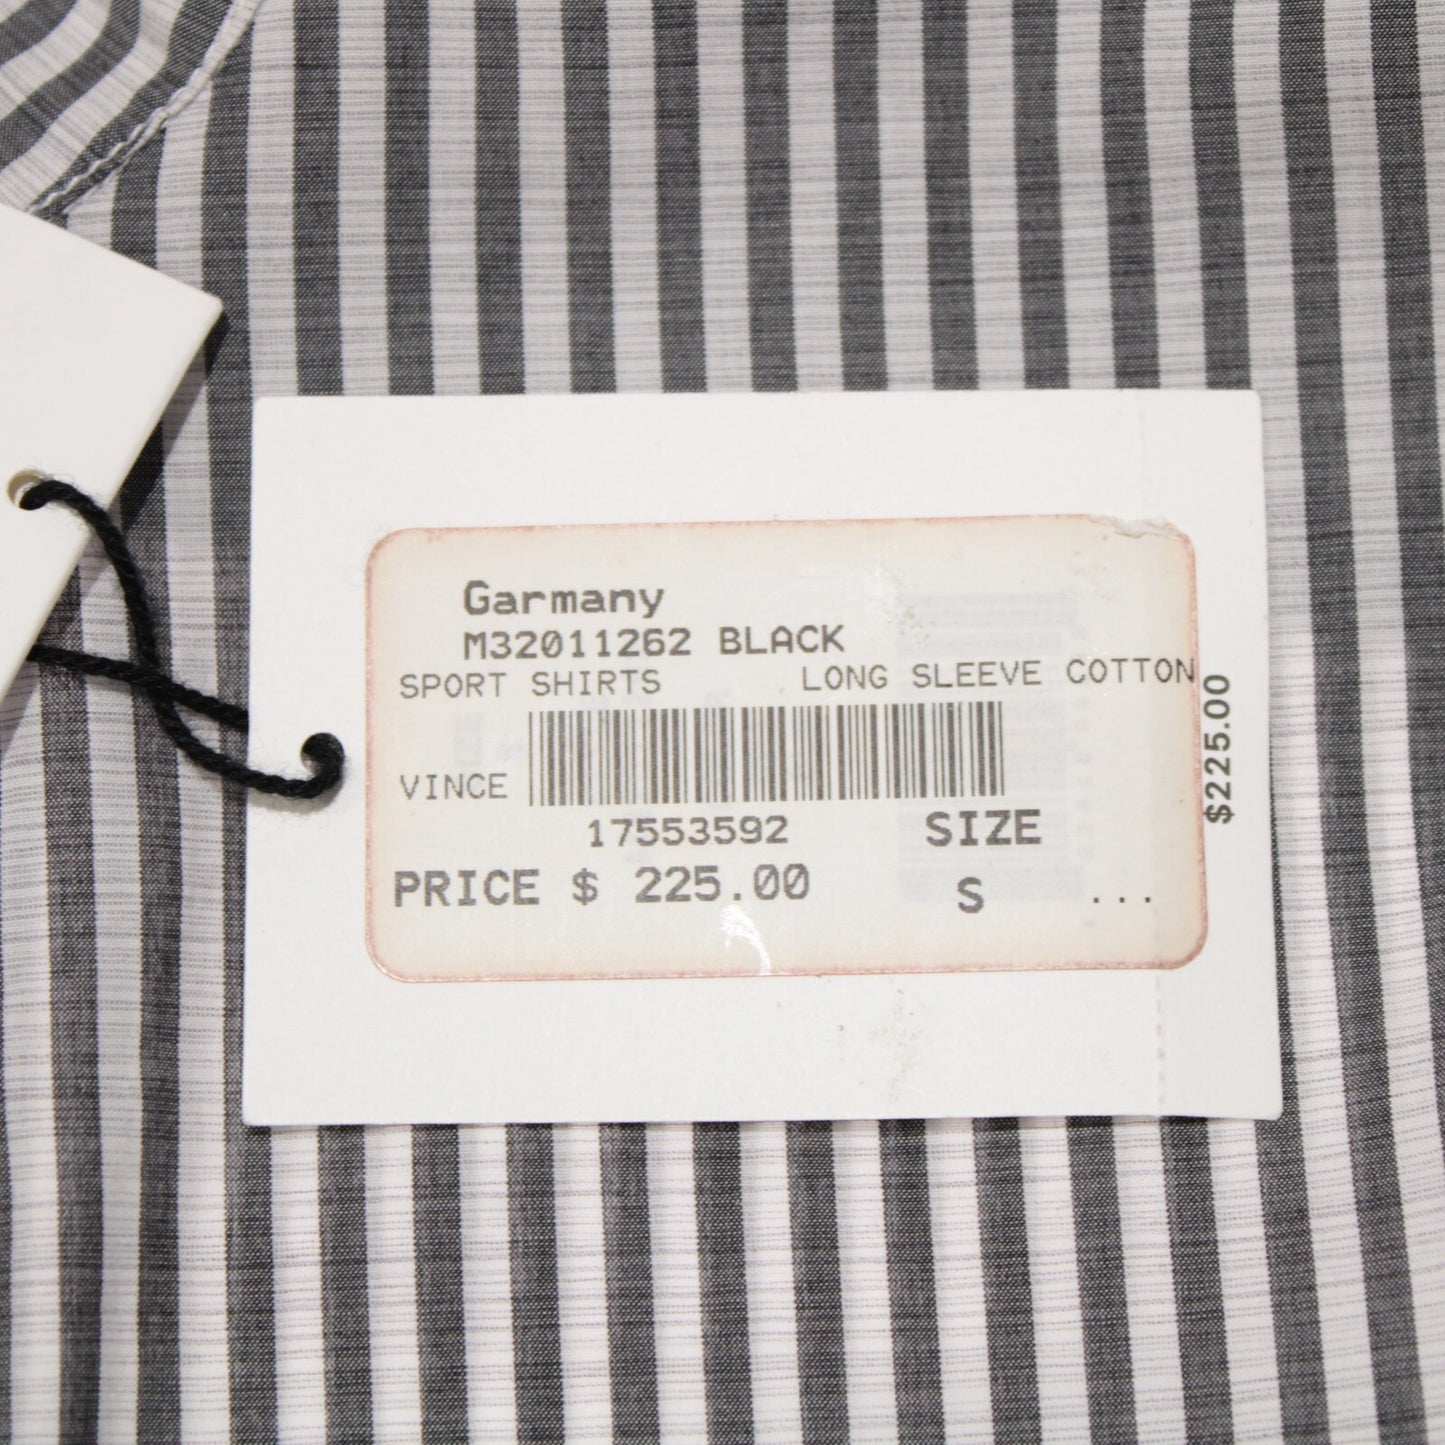 Garmany
M32011262 BLACK
SPORT SHIRTS LONG SLEEVE COTTON
VINCE
17553592 SIZE
PRICE $ 225.00 S ...
$225.00